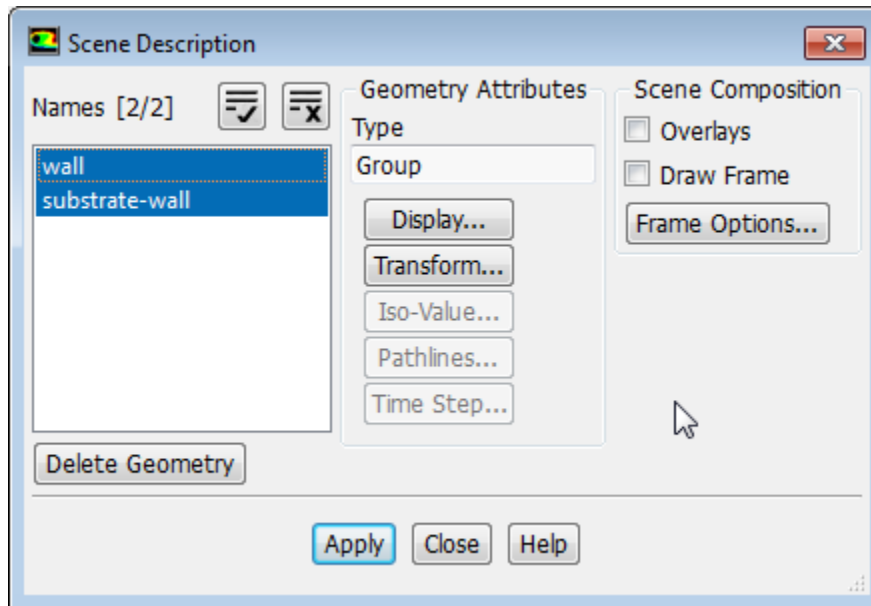 Scene Description
Names [2/2]
wall
substrate-wall
Delete Geometry
Geometry Attributes
Type
Group
Display...
Transform...
Iso-Value...
Pathlines...
Time Step...
Scene Composition
Overlays
Draw Frame
Frame Options...
Apply
Close
Help